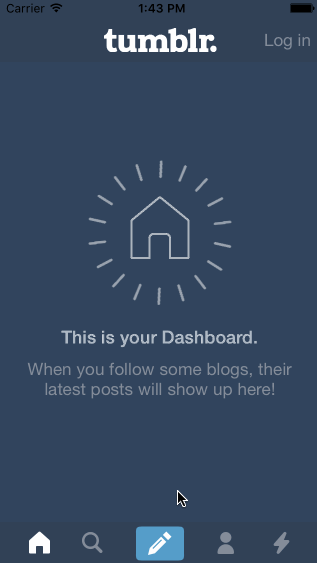 Carrier 1:43 PM
tumblr. Log in
This is your Dashboard.
When you follow some blogs, their
latest posts will show up here!